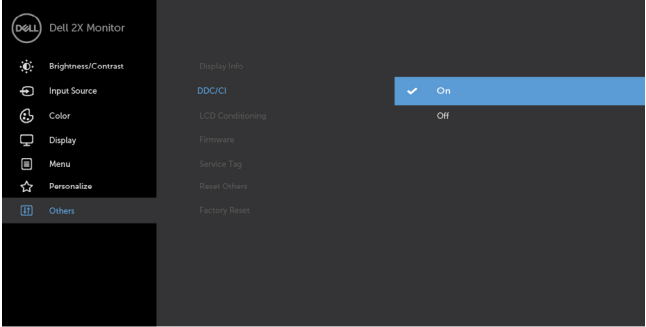 DELL
Dell 2X Monitor
Brightness/Contrast
Input Source
Color
Display
Menu
Personalize
Others
Display Info
DDC/CI
LCD Conditioning
Firmware
Service Tag
Reset Others
Factory Reset
On
Off